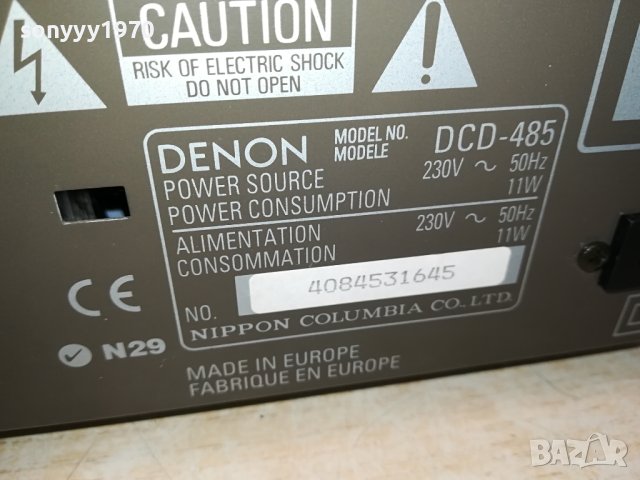 sonyyy1970
CAUTION
RISK OF ELECTRIC SHOCK
DO NOT OPEN
DENON
MODEL NO.
MODELE
DCD-485
POWER SOURCE 230V ~ 50Hz
POWER CONSUMPTION 11W
ALIMENTATION 230V ~ 50Hz
CONSOMMATION 11W
NO. 4084531645
NIPPON COLUMBIA CO., LTD.
CE
N29
MADE IN EUROPE
FABRIQUE EN EUROPE
BAZAR